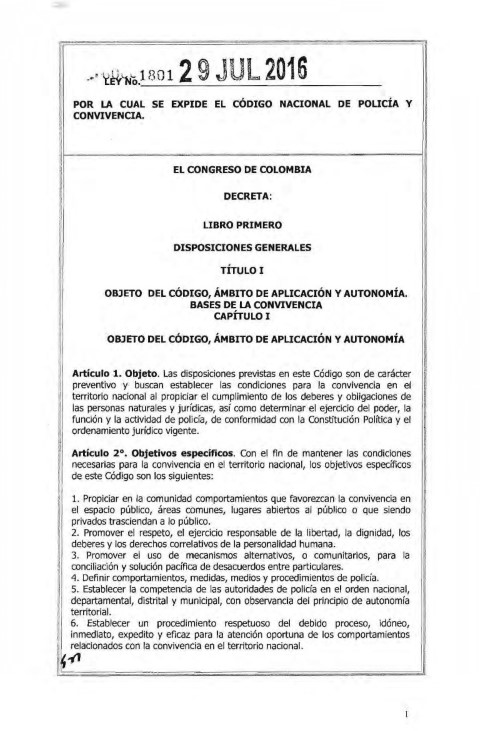 LEY No. 1801 29 JUL 2016
POR LA CUAL SE EXPIDE EL CÓDIGO NACIONAL DE POLICÍA Y
CONVIVENCIA.
EL CONGRESO DE COLOMBIA
DECRETA:
LIBRO PRIMERO
DISPOSICIONES GENERALES
TÍTULO I
OBJETO DEL CÓDIGO, ÁMBITO DE APLICACIÓN Y AUTONOMÍA.
BASES DE LA CONVIVENCIA
CAPÍTULO I
OBJETO DEL CÓDIGO, ÁMBITO DE APLICACIÓN Y AUTONOMÍA
Artículo 1. Objeto. Las disposiciones previstas en este Código son de carácter
preventivo y buscan establecer las condiciones para la convivencia en el
territorio nacional al propiciar el cumplimiento de los deberes y obligaciones de
las personas naturales y jurídicas, así como determinar el ejercicio del poder, la
función y la actividad de policía, de conformidad con la Constitución Política y el
ordenamiento jurídico vigente.
Artículo 2º. Objetivos específicos. Con el fin de mantener las condiciones
necesarias para la convivencia en el territorio nacional, los objetivos específicos
de este Código son los siguientes:
1. Propiciar en la comunidad comportamientos que favorezcan la convivencia en
el espacio público, áreas comunes, lugares abiertos al público o que siendo
privados trasciendan a lo público.
2. Promover el respeto, el ejercicio responsable de la libertad, la dignidad, los
deberes y los derechos correlativos de la personalidad humana.
3. Promover el uso de mecanismos alternativos, o comunitarios, para la
conciliación y solución pacífica de desacuerdos entre particulares.
4. Definir comportamientos, medidas, medios y procedimientos de policía.
5. Establecer la competencia de las autoridades de policía en el orden nacional,
departamental, distrital y municipal, con observancia del principio de autonomía
territorial.
6. Establecer un procedimiento respetuoso del debido proceso, idóneo,
inmediato, expedito y eficaz para la atención oportuna de los comportamientos
relacionados con la convivencia en el territorio nacional.
1